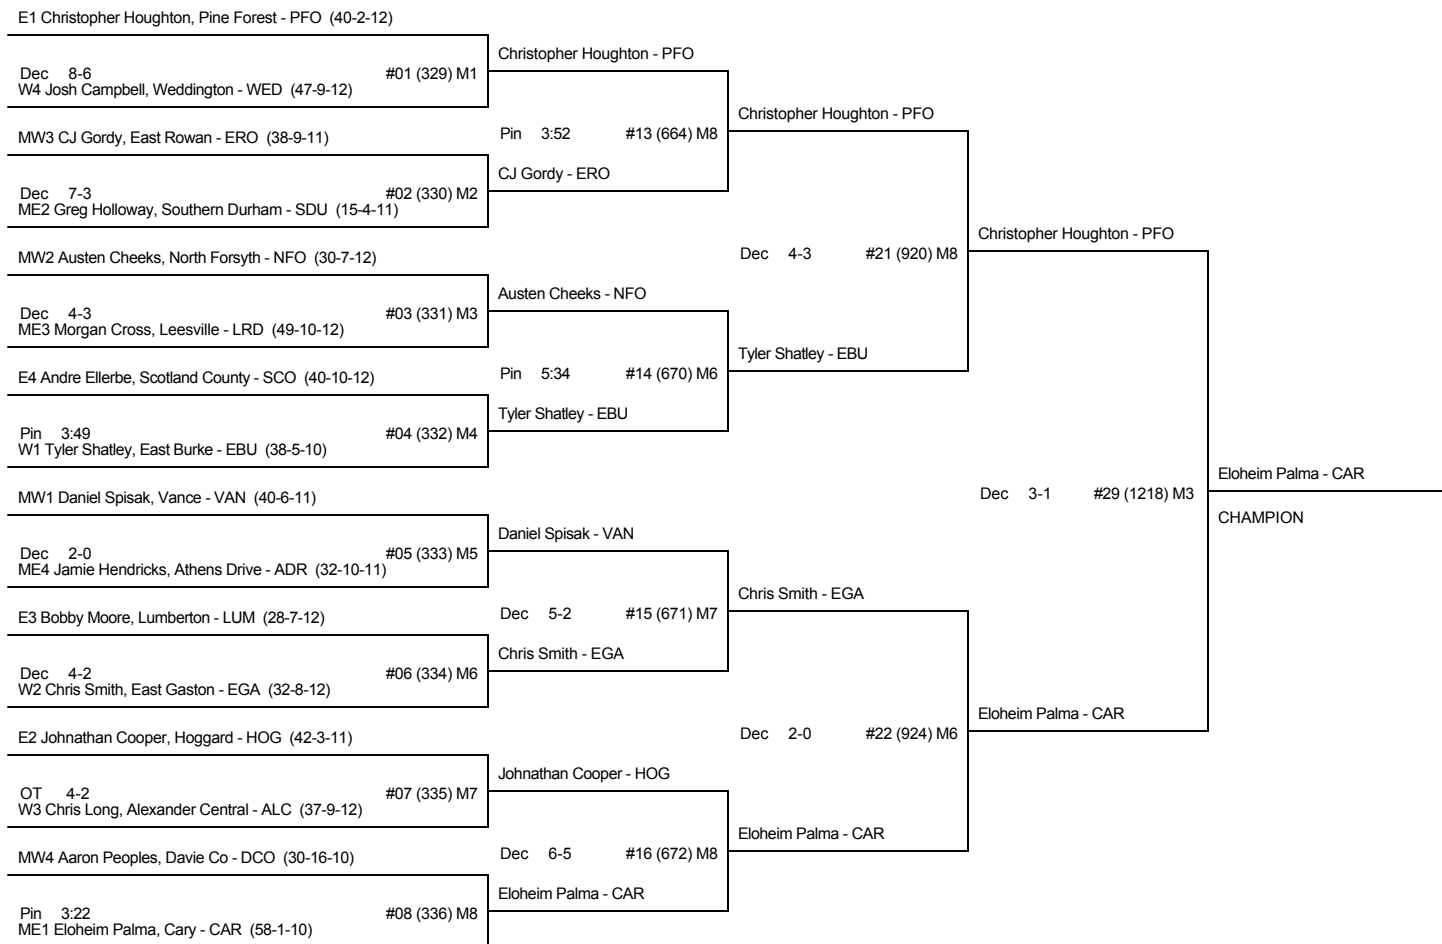 E1 Christopher Houghton, Pine Forest - PFO (40-2-12)
Dec 8-6 #01 (329) M1
W4 Josh Campbell, Weddington - WED (47-9-12)
MW3 CJ Gordy, East Rowan - ERO (38-9-11)
Dec 7-3 #02 (330) M2
ME2 Greg Holloway, Southern Durham - SDU (15-4-11)
MW2 Austen Cheeks, North Forsyth - NFO (30-7-12)
Dec 4-3 #03 (331) M3
ME3 Morgan Cross, Leesville - LRD (49-10-12)
E4 Andre Ellerbe, Scotland County - SCO (40-10-12)
Pin 3:49 #04 (332) M4
W1 Tyler Shatley, East Burke - EBU (38-5-10)
MW1 Daniel Spisak, Vance - VAN (40-6-11)
Dec 2-0 #05 (333) M5
ME4 Jamie Hendricks, Athens Drive - ADR (32-10-11)
E3 Bobby Moore, Lumberton - LUM (28-7-12)
Dec 4-2 #06 (334) M6
W2 Chris Smith, East Gaston - EGA (32-8-12)
E2 Johnathan Cooper, Hoggard - HOG (42-3-11)
OT 4-2 #07 (335) M7
W3 Chris Long, Alexander Central - ALC (37-9-12)
MW4 Aaron Peoples, Davie Co - DCO (30-16-10)
Pin 3:22 #08 (336) M8
ME1 Eloheim Palma, Cary - CAR (58-1-10)
Christopher Houghton - PFO
Pin 3:52 #13 (664) M8
CJ Gordy - ERO
Austen Cheeks - NFO
Pin 5:34 #14 (670) M6
Tyler Shatley - EBU
Daniel Spisak - VAN
Dec 5-2 #15 (671) M7
Chris Smith - EGA
Johnathan Cooper - HOG
Dec 6-5 #16 (672) M8
Eloheim Palma - CAR
Christopher Houghton - PFO
Dec 4-3 #21 (920) M8
Tyler Shatley - EBU
Chris Smith - EGA
Dec 2-0 #22 (924) M6
Eloheim Palma - CAR
Christopher Houghton - PFO
Dec 3-1 #29 (1218) M3
Eloheim Palma - CAR
Eloheim Palma - CAR
CHAMPION